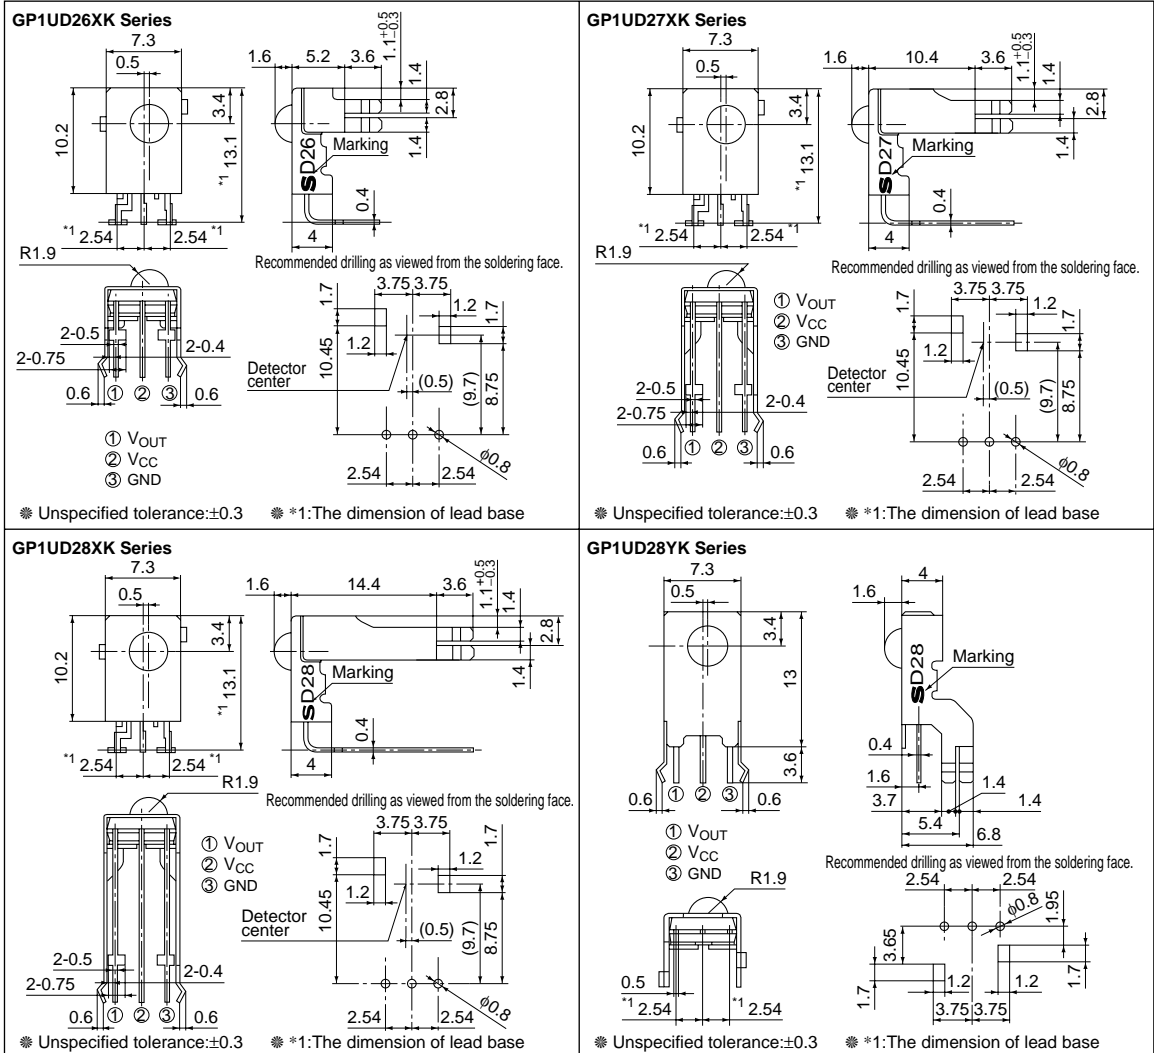 GP1UD26XK Series
7.3
0.5
10.2
3.4
*1 13.1
*1 2.54 2.54 *1
1.6 5.2 3.6
1.1 +0.5 −0.3
1.4
2.8
1.4
SD26
Marking
0.4
4
R1.9
2-0.5
2-0.75
2-0.4
0.6 ① ② ③ 0.6
① VOUT
② VCC
③ GND
Recommended drilling as viewed from the soldering face.
3.75 3.75
1.7
1.2
1.7
1.2
10.45
Detector
center
(0.5)
(9.7)
8.75
φ0.8
2.54 2.54
❋ Unspecified tolerance:±0.3 ❋ *1:The dimension of lead base
GP1UD27XK Series
7.3
0.5
10.2
3.4
*1 13.1
*1 2.54 2.54 *1
1.6 10.4 3.6
1.1 +0.5 −0.3
1.4
2.8
1.4
SD27
Marking
0.4
4
R1.9
① VOUT
② VCC
③ GND
2-0.5
2-0.75
2-0.4
0.6 ① ② ③ 0.6
Recommended drilling as viewed from the soldering face.
3.75 3.75
1.7
1.2
1.7
1.2
10.45
Detector
center
(0.5)
(9.7)
8.75
φ0.8
2.54 2.54
❋ Unspecified tolerance:±0.3 ❋ *1:The dimension of lead base
GP1UD28XK Series
7.3
0.5
10.2
3.4
*1 13.1
*1 2.54 2.54 *1
1.6 14.4 3.6
1.1 +0.5 −0.3
1.4
2.8
1.4
SD28
Marking
0.4
4
R1.9
① VOUT
② VCC
③ GND
2-0.5
2-0.75
2-0.4
0.6 ① ② ③ 0.6
Recommended drilling as viewed from the soldering face.
3.75 3.75
1.7
1.2
1.7
1.2
10.45
Detector
center
(0.5)
(9.7)
8.75
φ0.8
2.54 2.54
❋ Unspecified tolerance:±0.3 ❋ *1:The dimension of lead base
GP1UD28YK Series
7.3
0.5
3.4
13
3.6
0.6 ① ② ③ 0.6
① VOUT
② VCC
③ GND
4
1.6
SD28
Marking
0.4
1.6
3.7
1.4
1.4
5.4
6.8
R1.9
0.5
*1 2.54 *1 2.54
Recommended drilling as viewed from the soldering face.
2.54 2.54
φ0.8
1.95
3.65
1.7
1.2 1.2
1.7
3.75 3.75
❋ Unspecified tolerance:±0.3 ❋ *1:The dimension of lead base